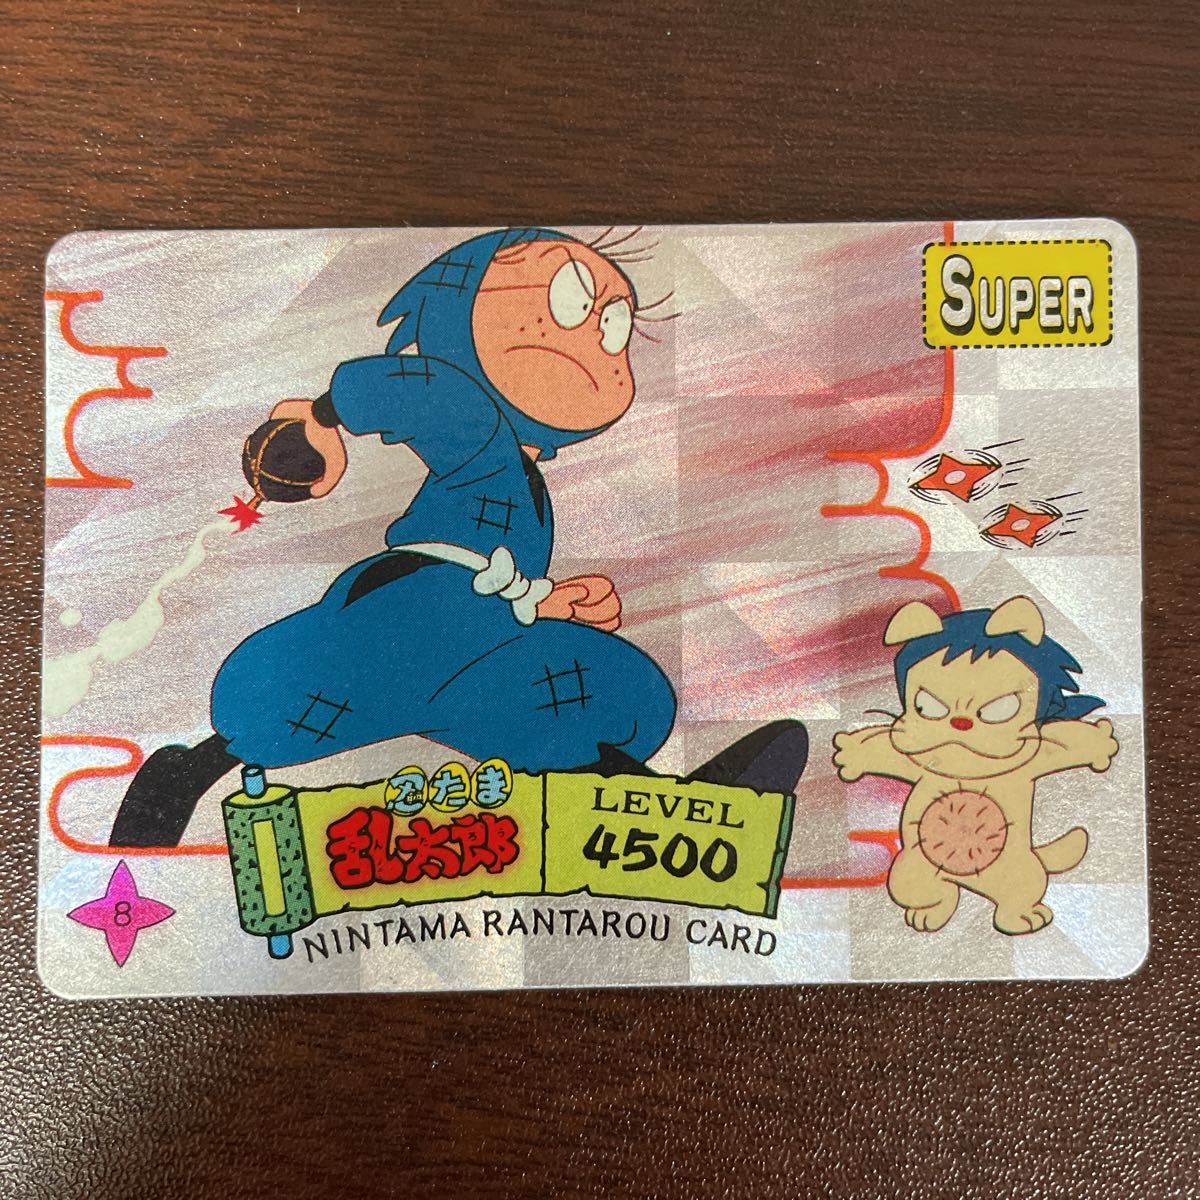 SUPER
忍たま
乱太郎
LEVEL
4500
NINTAMA RANTAROU CARD
8